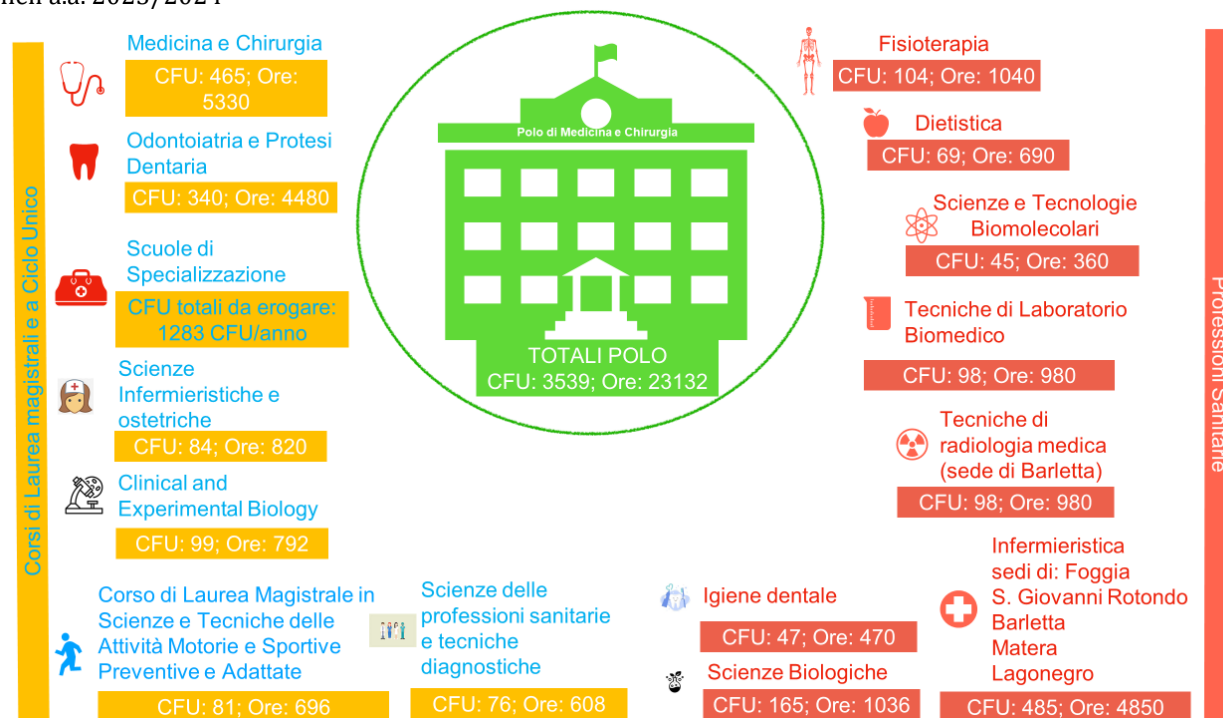 a.a. 2023/2024
Corsi di Laurea magistrali e a Ciclo Unico
Medicina e Chirurgia
CFU: 465; Ore:
5330
Odontoiatria e Protesi
Dentaria
CFU: 340; Ore: 4480
Scuole di
Specializzazione
CFU totali da erogare:
1283 CFU/anno
Scienze
Infermieristiche e
ostetriche
CFU: 84; Ore: 820
Clinical and
Experimental Biology
CFU: 99; Ore: 792
Corso di Laurea Magistrale in
Scienze e Tecniche delle
Attività Motorie e Sportive
Preventive e Adattate
CFU: 81; Ore: 696
Scienze delle
professioni sanitarie
e tecniche
diagnostiche
CFU: 76; Ore: 608
Polo di Medicina e Chirurgia
TOTALI POLO
CFU: 3539; Ore: 23132
Fisioterapia
CFU: 104; Ore: 1040
Dietistica
CFU: 69; Ore: 690
Scienze e Tecnologie
Biomolecolari
CFU: 45; Ore: 360
Tecniche di Laboratorio
Biomedico
CFU: 98; Ore: 980
Tecniche di
radiologia medica
(sede di Barletta)
CFU: 98; Ore: 980
Infermieristica
sedi di: Foggia
S. Giovanni Rotondo
Barletta
Matera
Lagonegro
CFU: 485; Ore: 4850
Igiene dentale
CFU: 47; Ore: 470
Scienze Biologiche
CFU: 165; Ore: 1036
Professioni Sanitarie